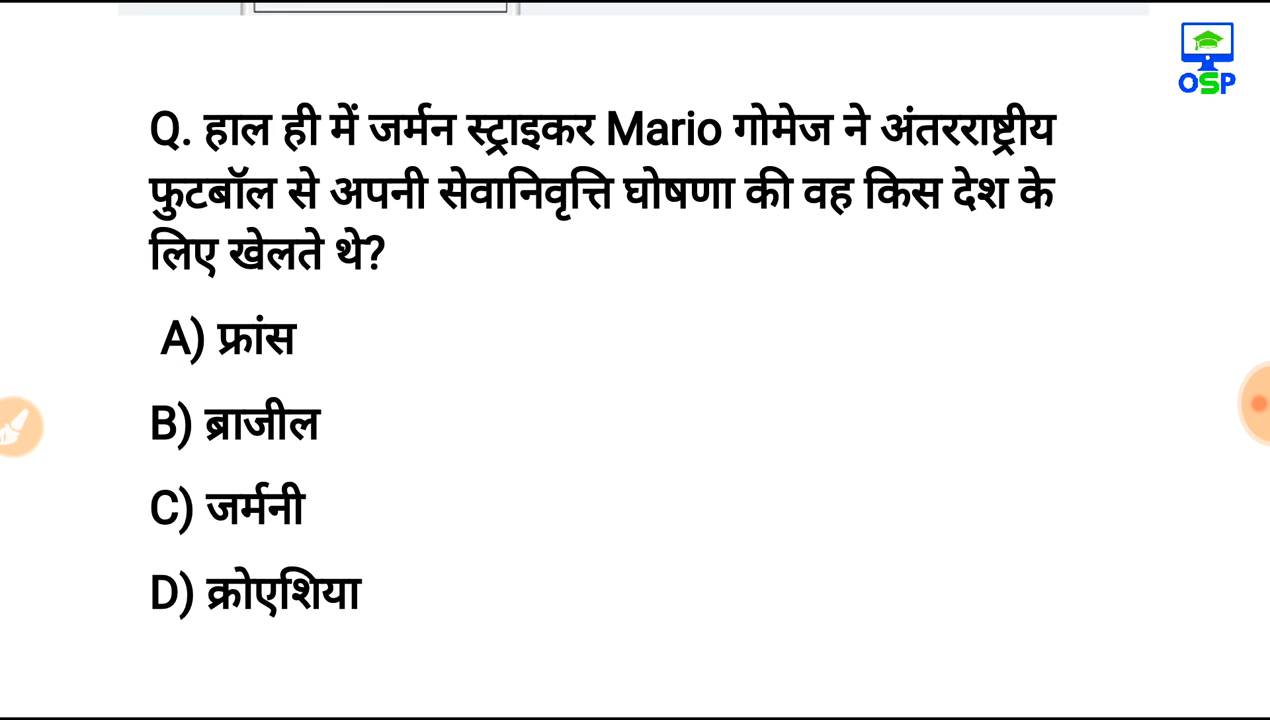 OSP
Q. हाल ही में जर्मन स्ट्राइकर Mario गोमेज ने अंतरराष्ट्रीय
फुटबॉल से अपनी सेवानिवृत्ति घोषणा की वह किस देश के
लिए खेलते थे?
A) फ्रांस
B) ब्राजील
C) जर्मनी
D) क्रोएशिया